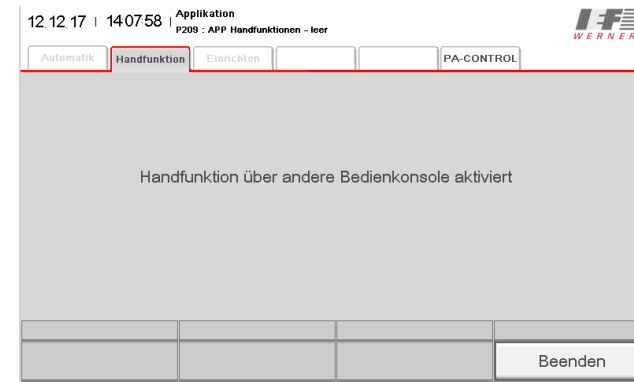 12.12.17 | 14:07:58 | Applikation
P209 : APP Handfunktionen - leer
IEF
WERNER
Automatik Handfunktion Einrichten PA-CONTROL
Handfunktion über andere Bedienkonsole aktiviert
Beenden